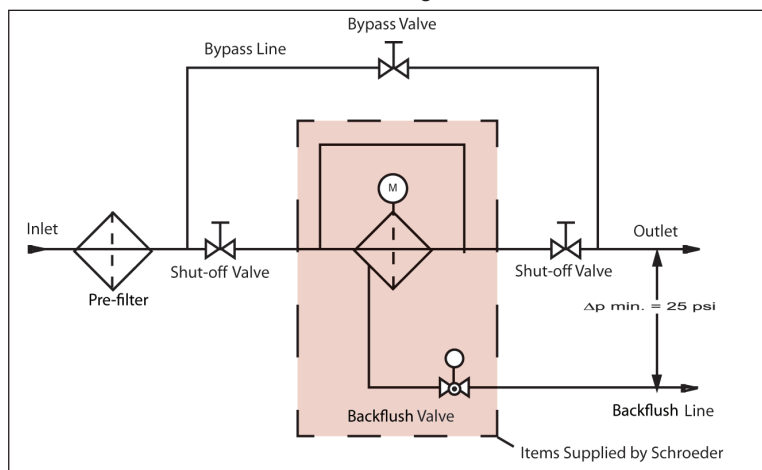 Bypass Valve
Bypass Line
M
Inlet
Outlet
Shut-off Valve
Shut-off Valve
Pre-filter
Δp min. = 25 psi
Backflush Valve
Backflush Line
Items Supplied by Schroeder